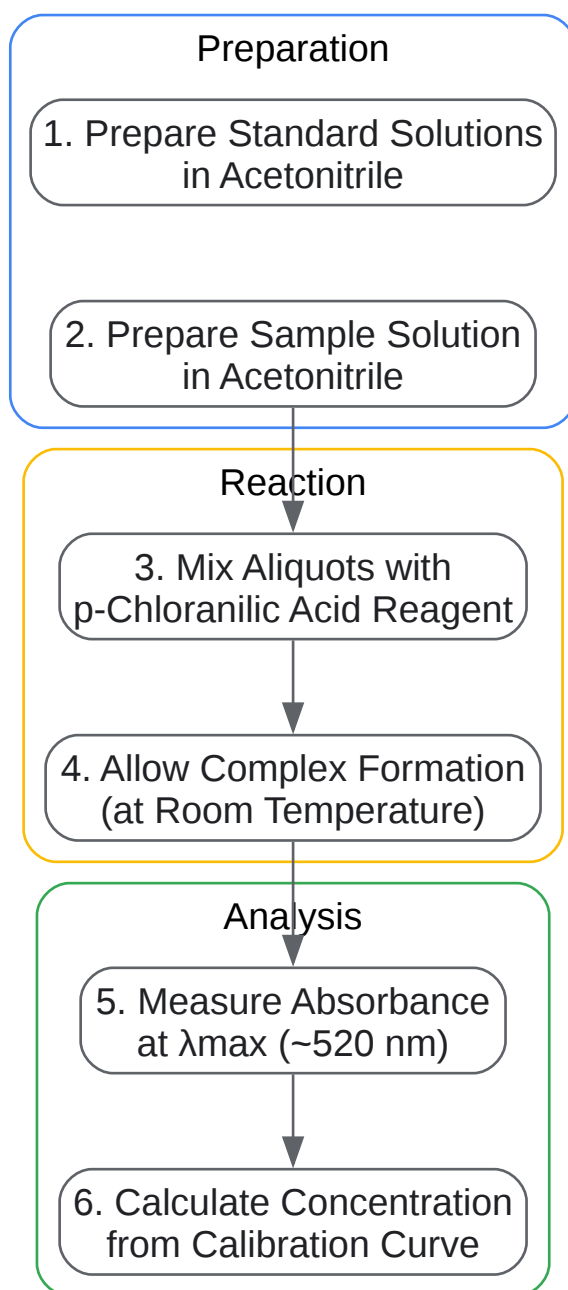 Preparation
1. Prepare Standard Solutions
in Acetonitrile
2. Prepare Sample Solution
in Acetonitrile
Reaction
3. Mix Aliquots with
p-Chloranilic Acid Reagent
4. Allow Complex Formation
(at Room Temperature)
Analysis
5. Measure Absorbance
at λmax (~520 nm)
6. Calculate Concentration
from Calibration Curve